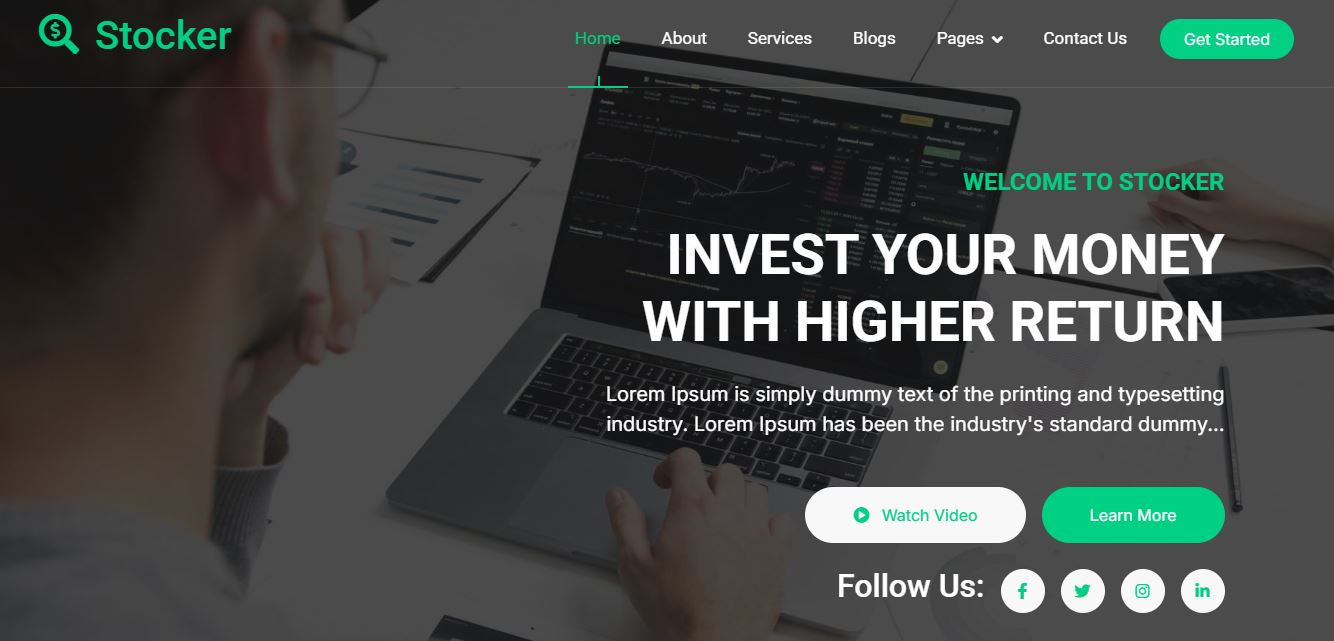 Stocker
Home About Services Blogs Pages Contact Us Get Started
WELCOME TO STOCKER
INVEST YOUR MONEY
WITH HIGHER RETURN
Lorem Ipsum is simply dummy text of the printing and typesetting
industry. Lorem Ipsum has been the industry's standard dummy...
Watch Video Learn More
Follow Us: